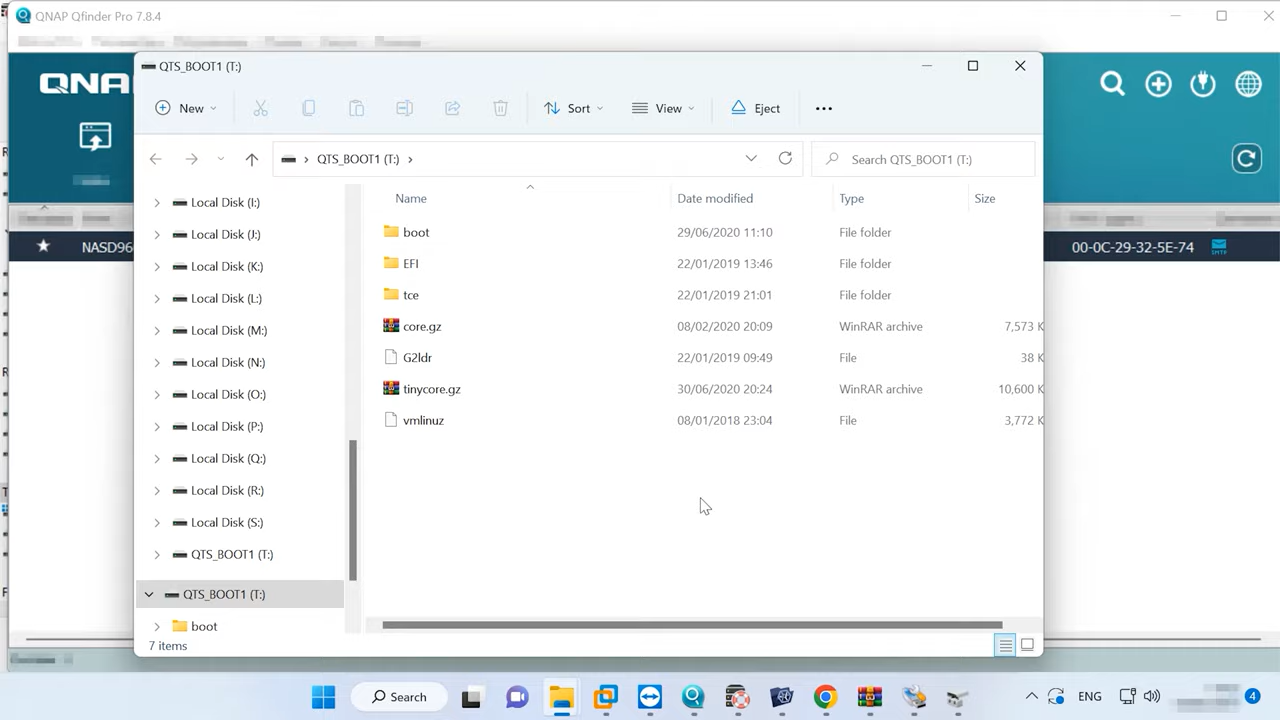 QNAP Qfinder Pro 7.8.4
QNA
QTS_BOOT1 (T:)
New
Sort
View
Eject
QTS_BOOT1 (T:)
Search QTS_BOOT1 (T:)
Name Date modified Type Size
Local Disk (I:)
Local Disk (J:)
Local Disk (K:)
Local Disk (L:)
Local Disk (M:)
Local Disk (N:)
Local Disk (O:)
Local Disk (P:)
Local Disk (Q:)
Local Disk (R:)
Local Disk (S:)
QTS_BOOT1 (T:)
QTS_BOOT1 (T:)
boot
boot 29/06/2020 11:10 File folder
EFI 22/01/2019 13:46 File folder
tce 22/01/2019 21:01 File folder
core.gz 08/02/2020 20:09 WinRAR archive 7,573 K
G2ldr 22/01/2019 09:49 File 38 K
tinycore.gz 30/06/2020 20:24 WinRAR archive 10,600 K
vmlinuz 08/01/2018 23:04 File 3,772 K
7 items
NASD96
00-0C-29-32-5E-74
Search
ENG
4